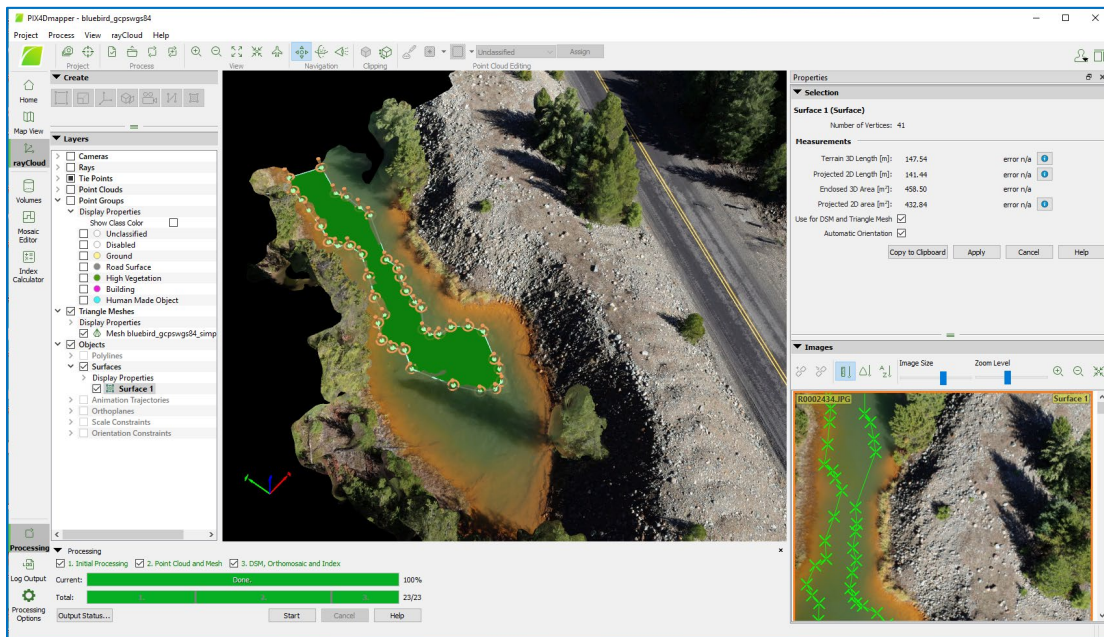 PIX4Dmapper - bluebird_gcpswgs84
Project Process View rayCloud Help
Unclassified Assign
Project Process View Navigation Clipping Point Cloud Editing
Home
Map View
rayCloud
Volumes
Mosaic Editor
Index Calculator
Create
Layers
Cameras
Rays
Tie Points
Point Clouds
Point Groups
Display Properties
Show Class Color
Unclassified
Disabled
Ground
Road Surface
High Vegetation
Building
Human Made Object
Triangle Meshes
Display Properties
Mesh bluebird_gcpswgs84_simp
Objects
Polylines
Surfaces
Display Properties
Surface 1
Animation Trajectories
Orthoplanes
Scale Constraints
Orientation Constraints
Properties
Selection
Surface 1 (Surface)
Number of Vertices: 41
Measurements
Terrain 3D Length [m]: 147.54 error n/a
Projected 2D Length [m]: 141.44 error n/a
Enclosed 3D Area [m²]: 458.50 error n/a
Projected 2D area [m²]: 432.84 error n/a
Use for DSM and Triangle Mesh
Automatic Orientation
Copy to Clipboard Apply Cancel Help
Images
Image Size Zoom Level
R0002434.JPG Surface 1
Processing
Log Output
Processing Options
Processing
1. Initial Processing 2. Point Cloud and Mesh 3. DSM, Orthomosaic and Index
Current: Done. 100%
Total: 1. 2. 3. 23/23
Output Status... Start Cancel Help